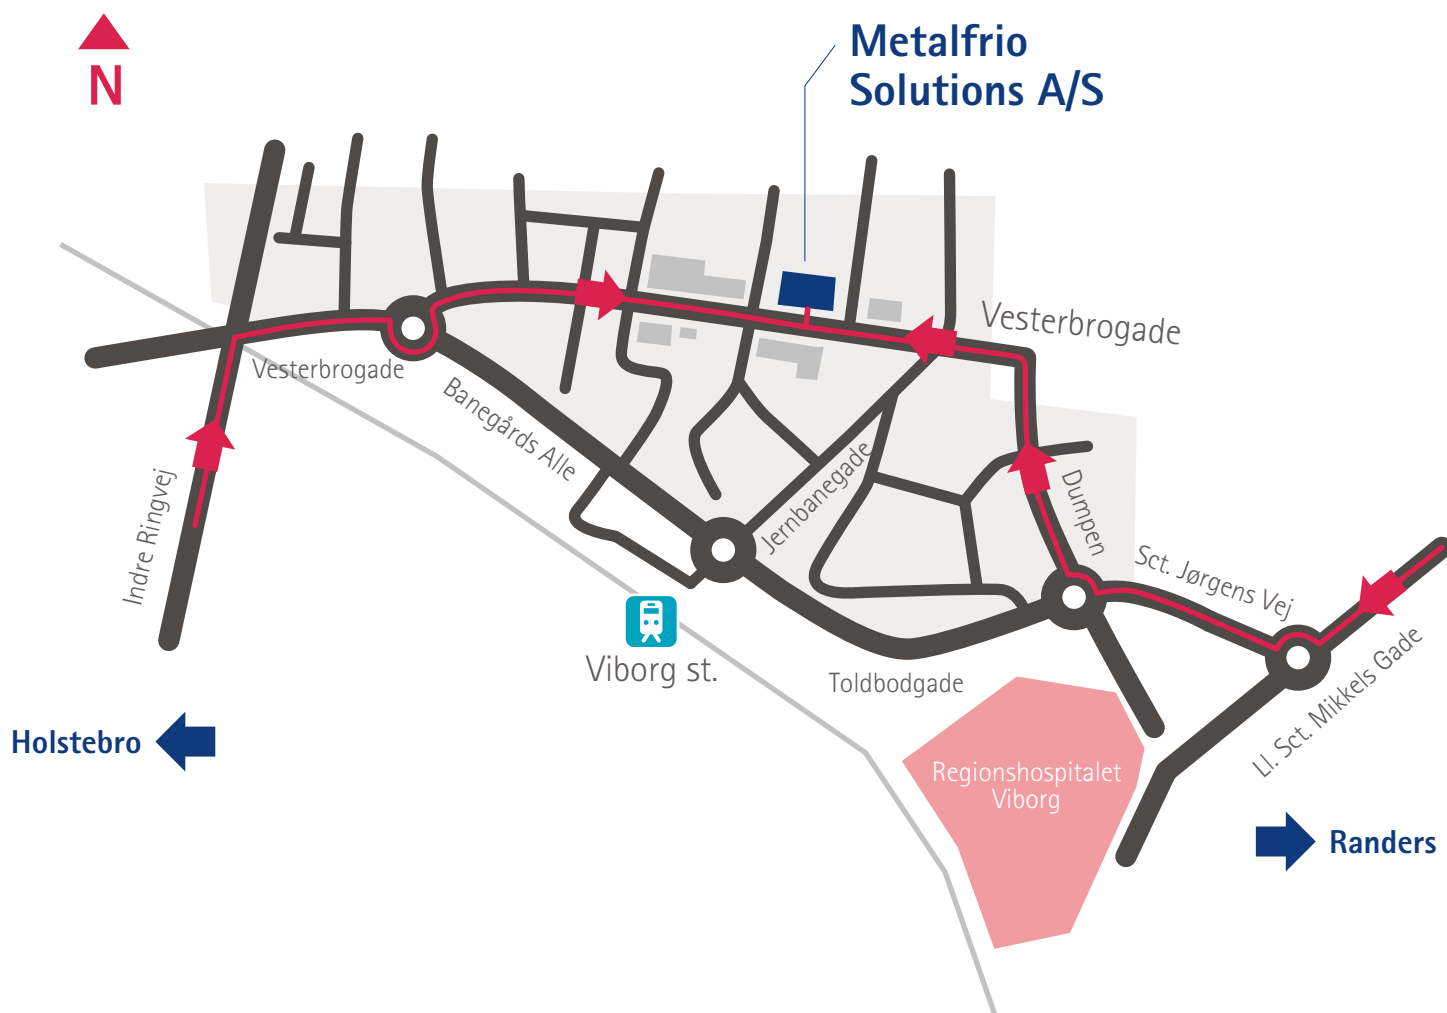 N
Metalfrio
Solutions A/S
Vesterbrogade
Vesterbrogade
Banegårds Alle
Indre Ringvej
Jernbanegade
Dumpen
Sct. Jørgens Vej
Viborg st.
Toldbodgade
Ll. Sct. Mikkels Gade
Holstebro
Regionshospitalet
Viborg
Randers